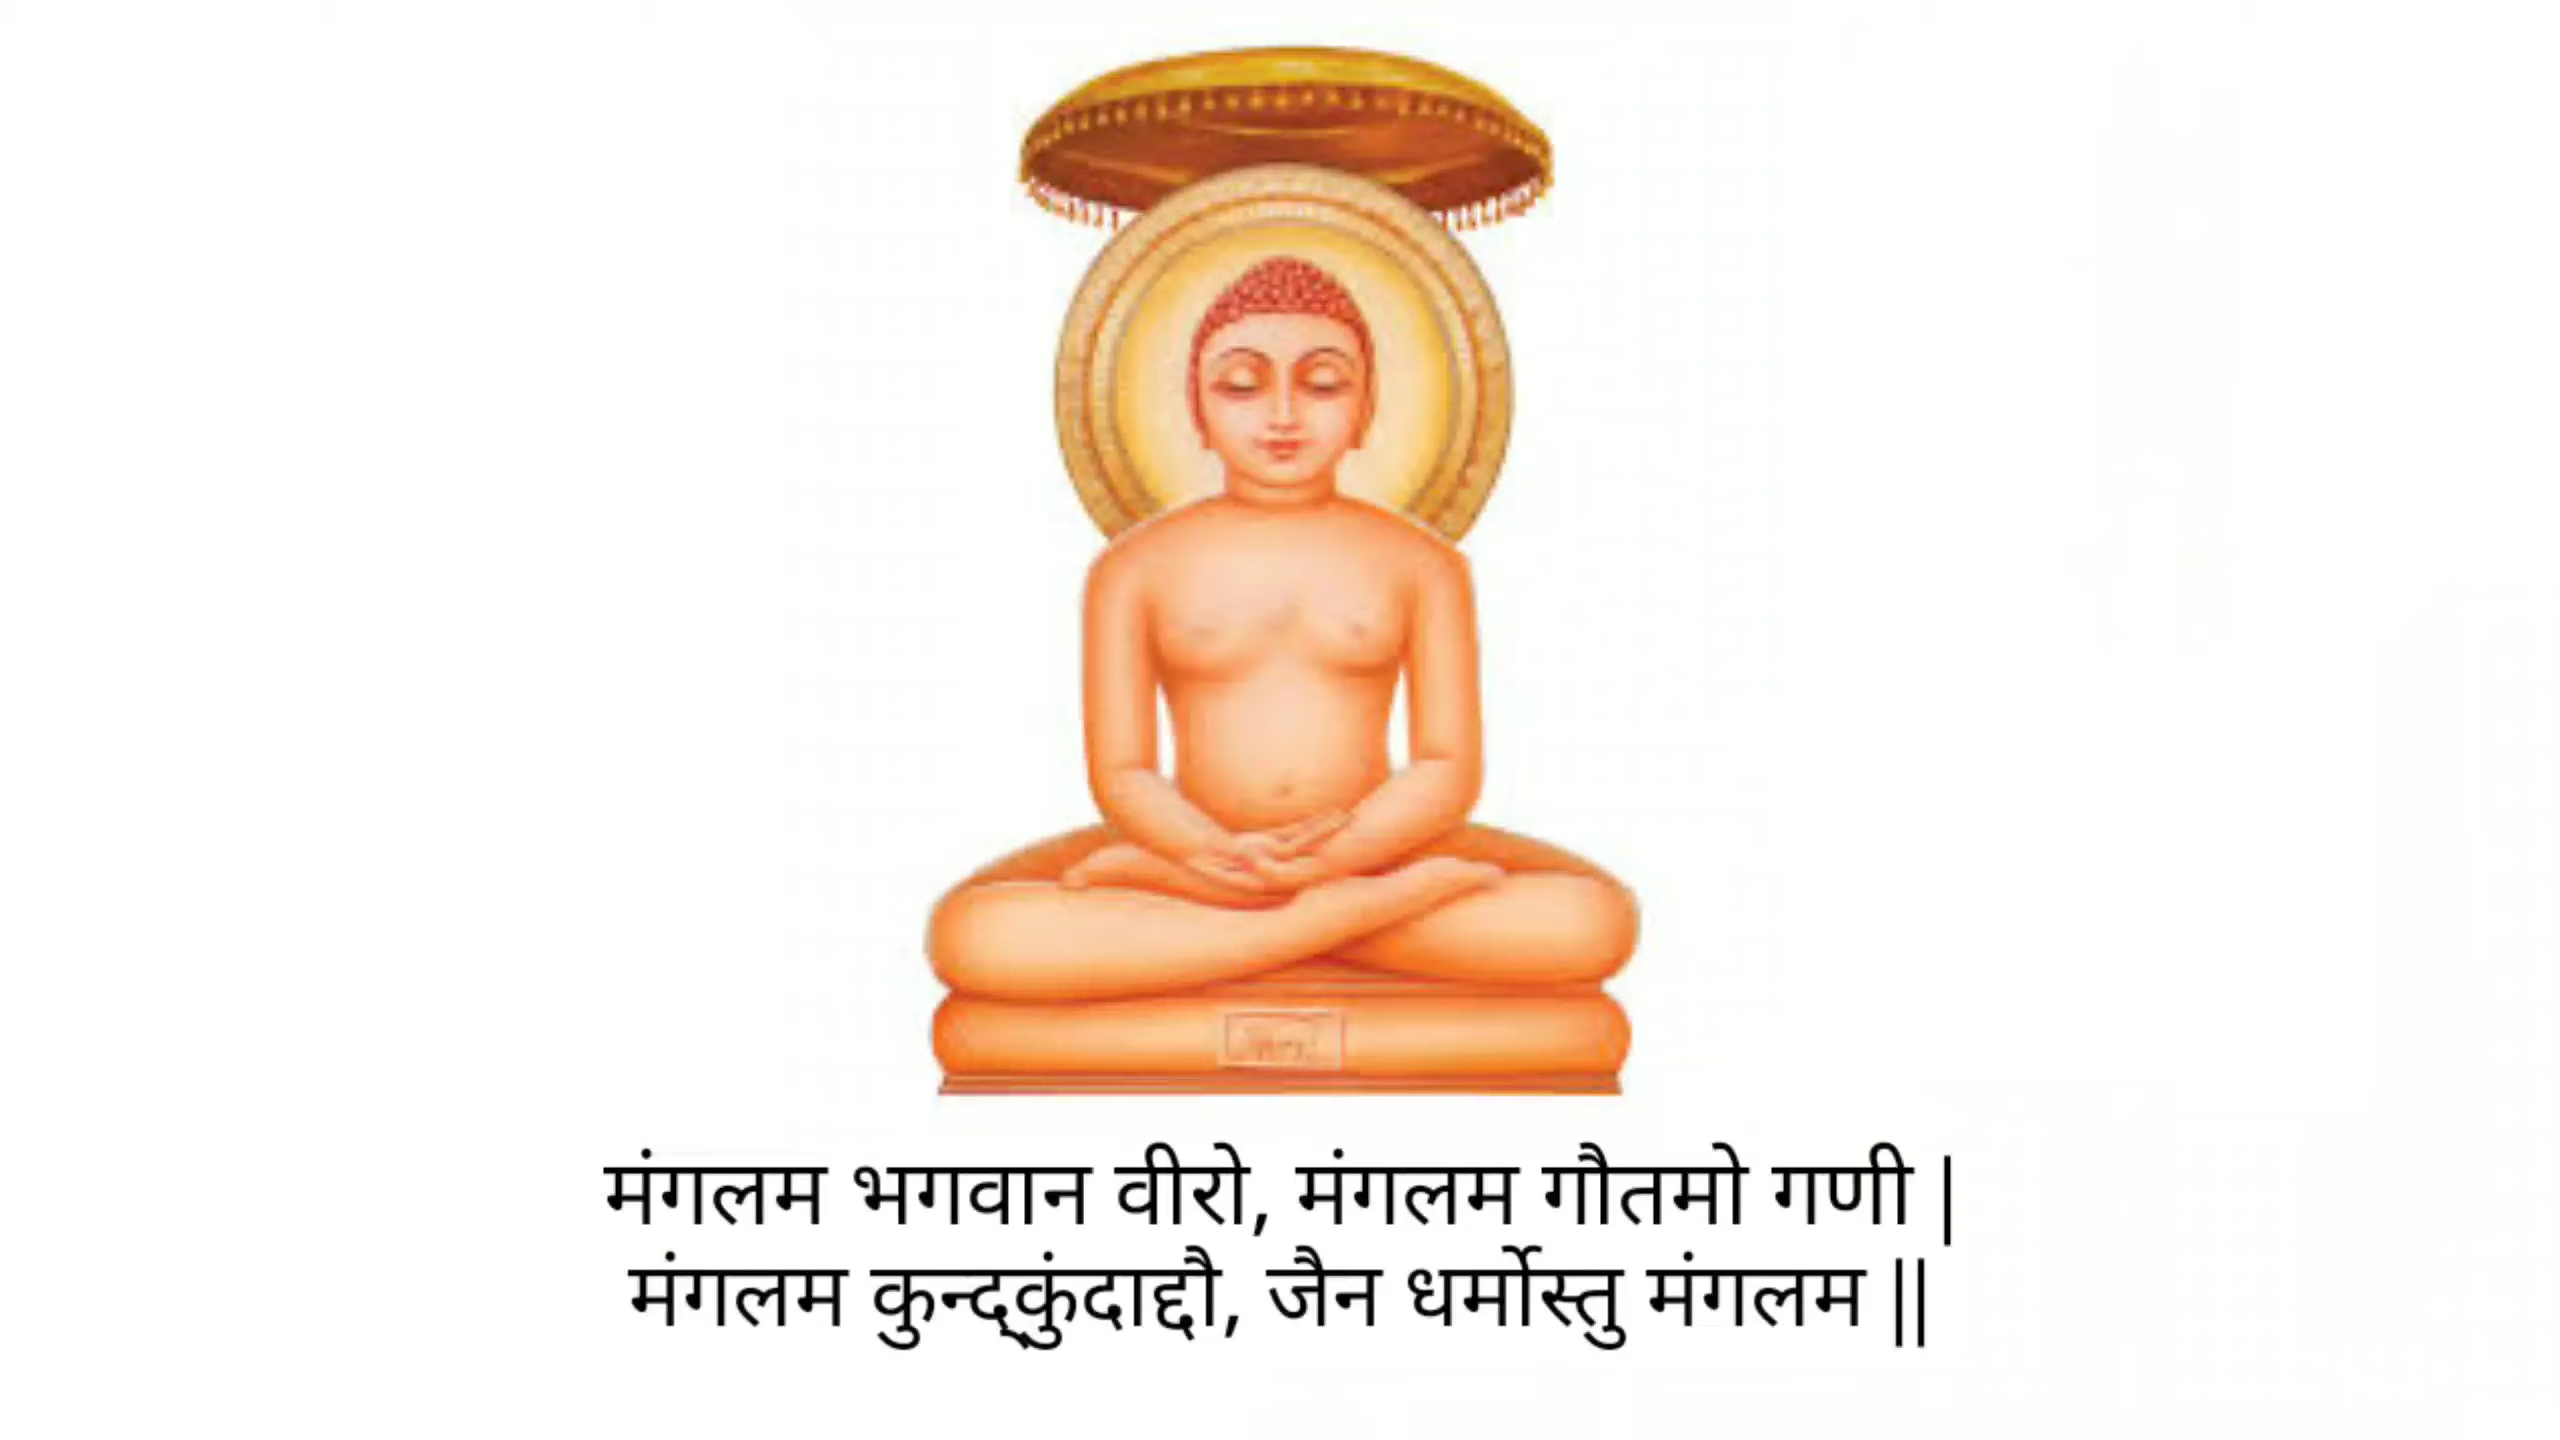 मंगलम भगवान वीरो, मंगलम गौतमो गणी |
मंगलम कुन्द्कुंदाद्दौ, जैन धर्मोस्तु मंगलम ||